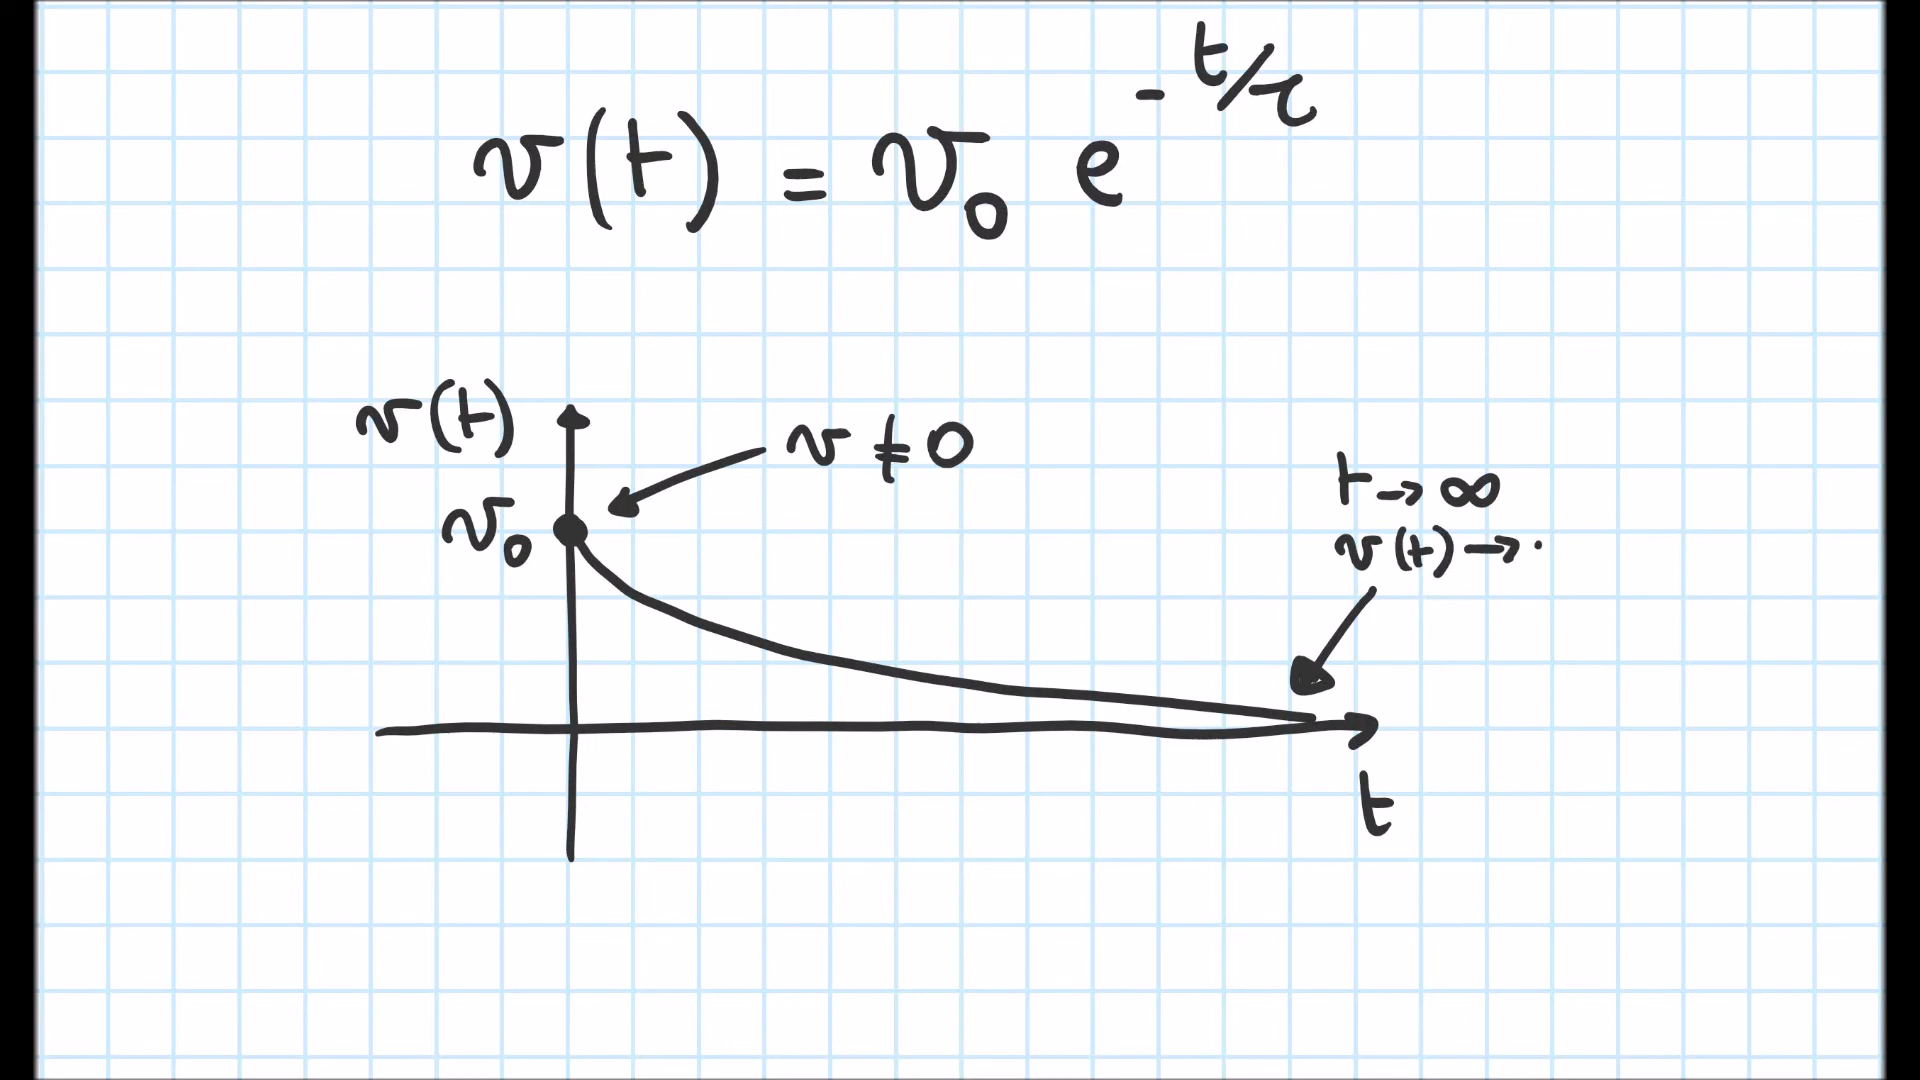 v(t) = v₀ e^{-t/τ}
v(t)
v ≠ 0
v₀
t → ∞
v(t) → ·
t